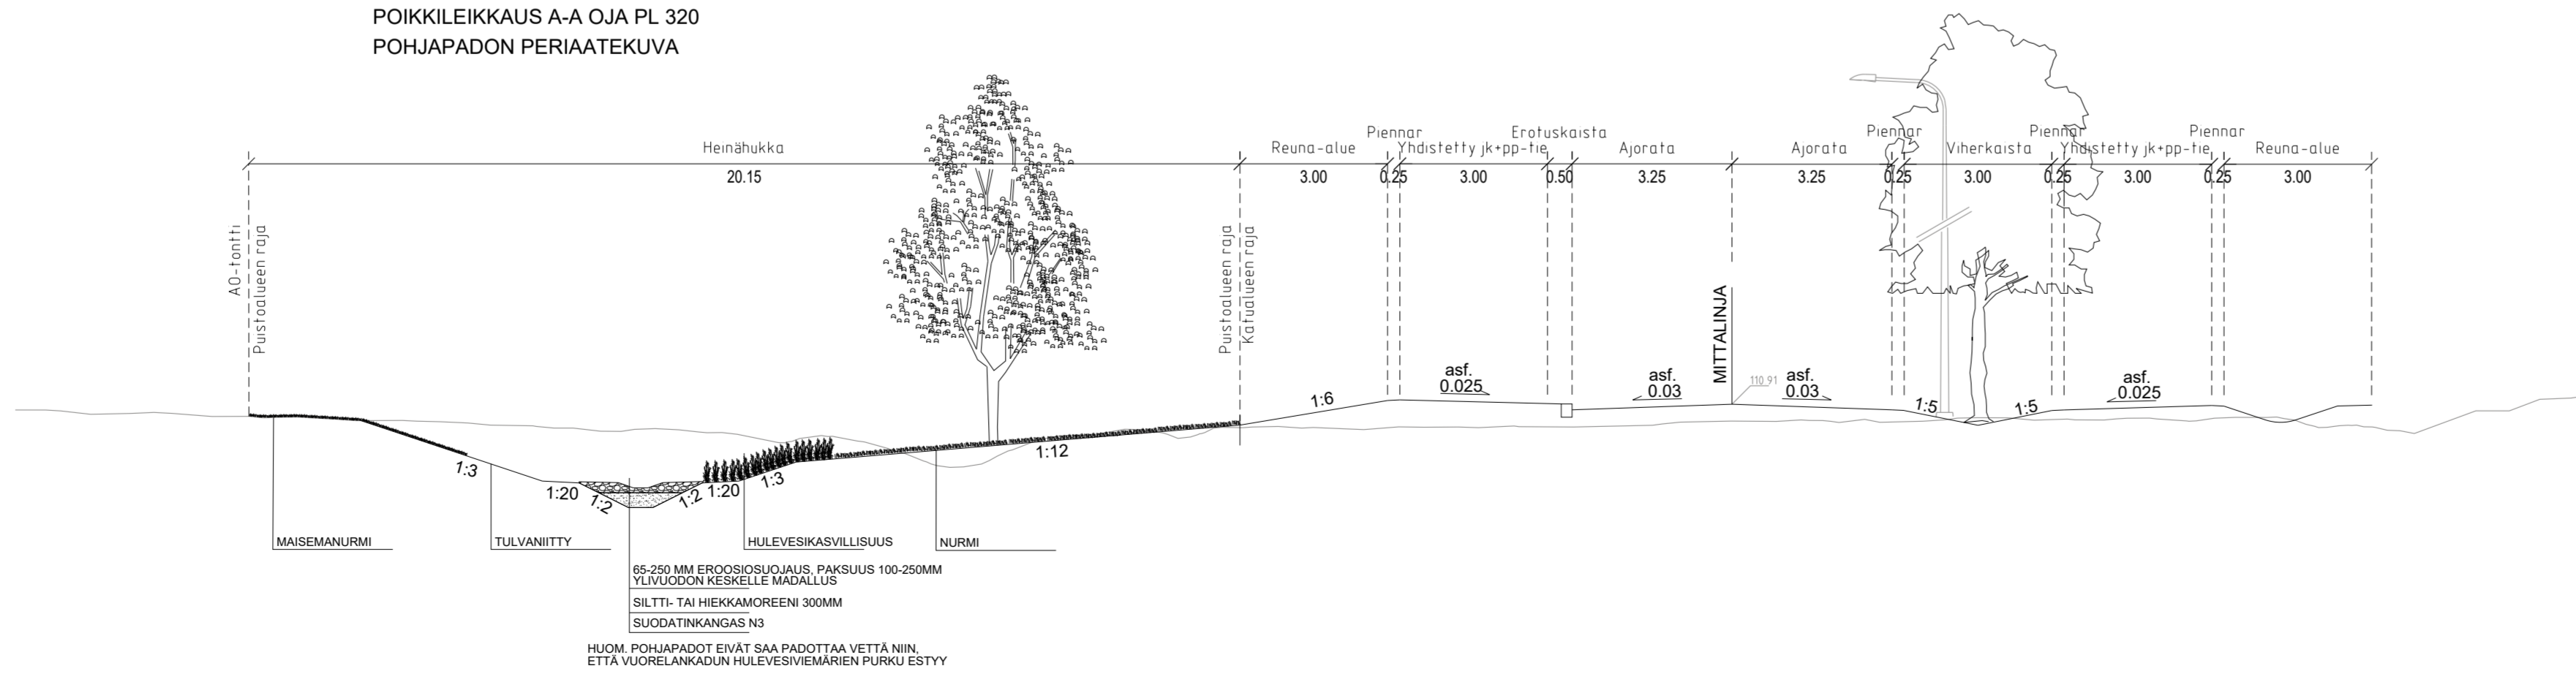 POIKKILEIKKAUS A-A OJA PL 320
POHJAPADON PERIAATEKUVA
Heinähukka
Reuna-alue
Piennar
Yhdistetty jk+pp-tie
Erotuskaista
Ajorata
Ajorata
Piennar
Viherkaista
Piennar
Yhdistetty jk+pp-tie
Piennar
Reuna-alue
20.15
3.00
0.25
3.00
0.50
3.25
3.25
0.25
3.00
0.25
3.00
0.25
3.00
AO-tontti
Puistoalueen raja
Puistoalueen raja
Katualueen raja
MITTALINJA
110.91
1:6
asf.
0.025
asf.
0.03
asf.
0.03
1:5
1:5
asf.
0.025
1:3
1:20
1:2
1:2
1:20
1:3
1:12
MAISEMANURMI
TULVANIITTY
HULEVESIKASVILLISUUS
NURMI
65-250 MM EROOSIOSUOJAUS, PAKSUUS 100-250MM
YLIVUODON KESKELLE MADALLUS
SILTTI- TAI HIEKKAMOREENI 300MM
SUODATINKANGAS N3
HUOM. POHJAPADOT EIVÄT SAA PADOTTAA VETTÄ NIIN,
ETTÄ VUORELANKADUN HULEVESIVIEMÄRIEN PURKU ESTYY